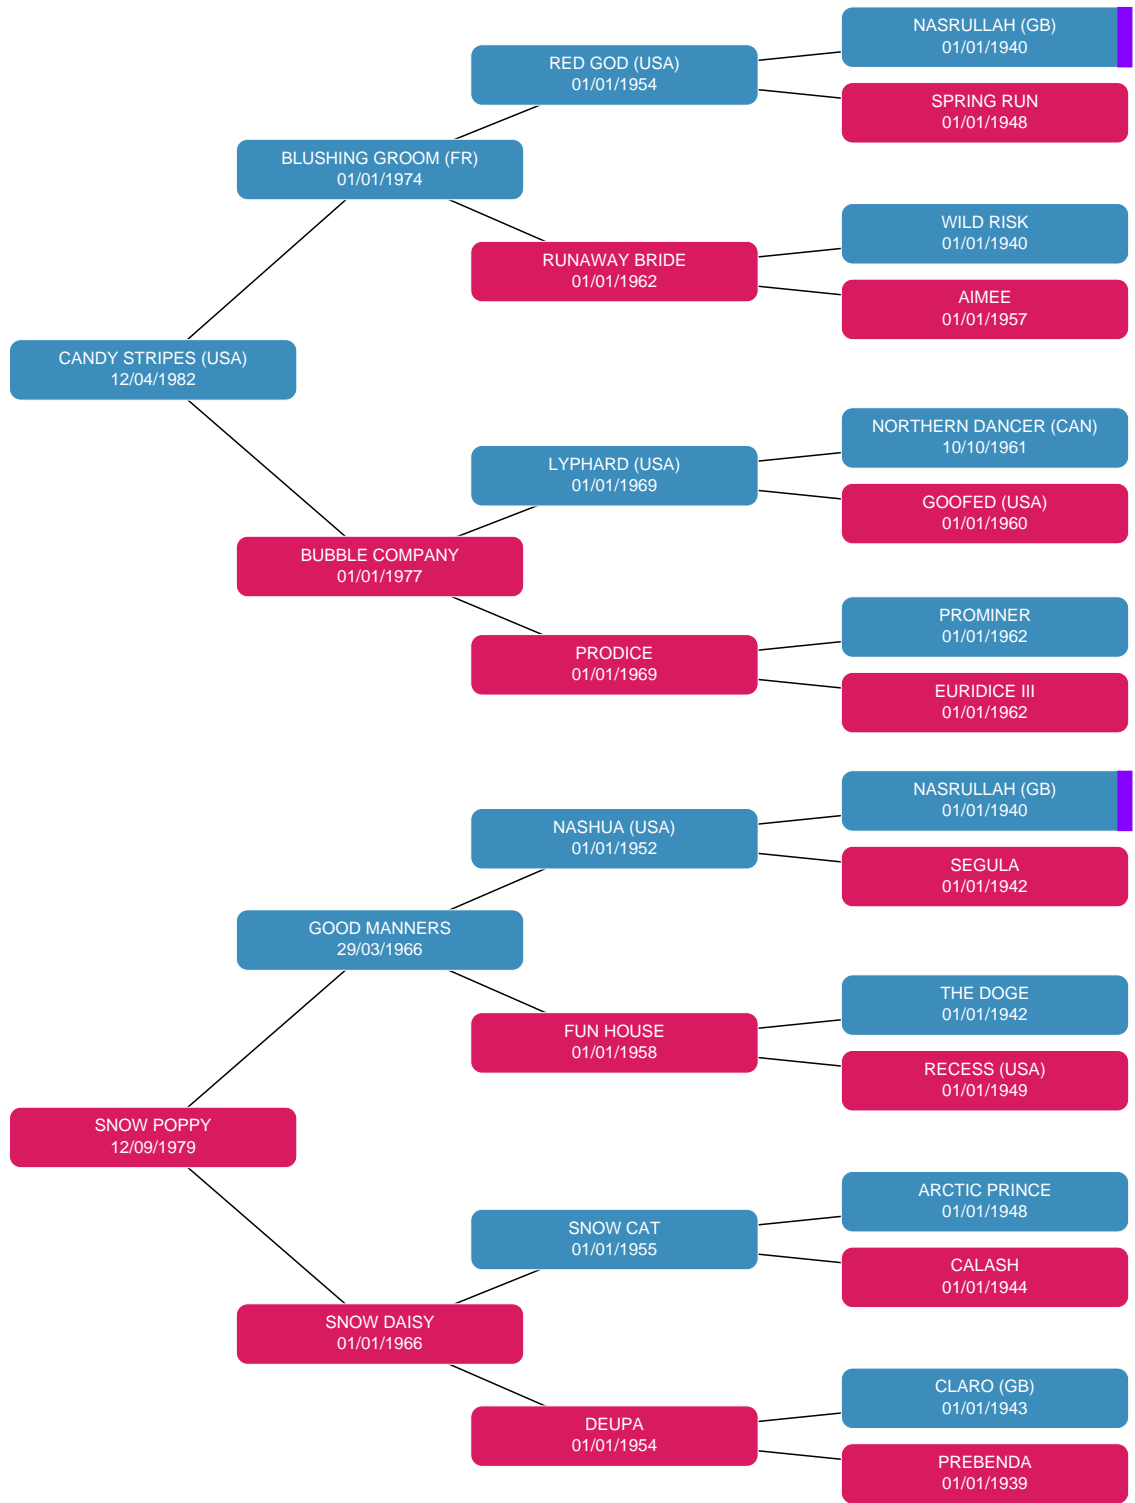 NASRULLAH (GB)
01/01/1940
RED GOD (USA)
01/01/1954
SPRING RUN
01/01/1948
BLUSHING GROOM (FR)
01/01/1974
WILD RISK
01/01/1940
RUNAWAY BRIDE
01/01/1962
AIMEE
01/01/1957
CANDY STRIPES (USA)
12/04/1982
NORTHERN DANCER (CAN)
10/10/1961
LYPHARD (USA)
01/01/1969
GOOFED (USA)
01/01/1960
BUBBLE COMPANY
01/01/1977
PROMINER
01/01/1962
PRODICE
01/01/1969
EURIDICE III
01/01/1962
NASRULLAH (GB)
01/01/1940
NASHUA (USA)
01/01/1952
SEGULA
01/01/1942
GOOD MANNERS
29/03/1966
THE DOGE
01/01/1942
FUN HOUSE
01/01/1958
RECESS (USA)
01/01/1949
SNOW POPPY
12/09/1979
ARCTIC PRINCE
01/01/1948
SNOW CAT
01/01/1955
CALASH
01/01/1944
SNOW DAISY
01/01/1966
CLARO (GB)
01/01/1943
DEUPA
01/01/1954
PREBENDA
01/01/1939